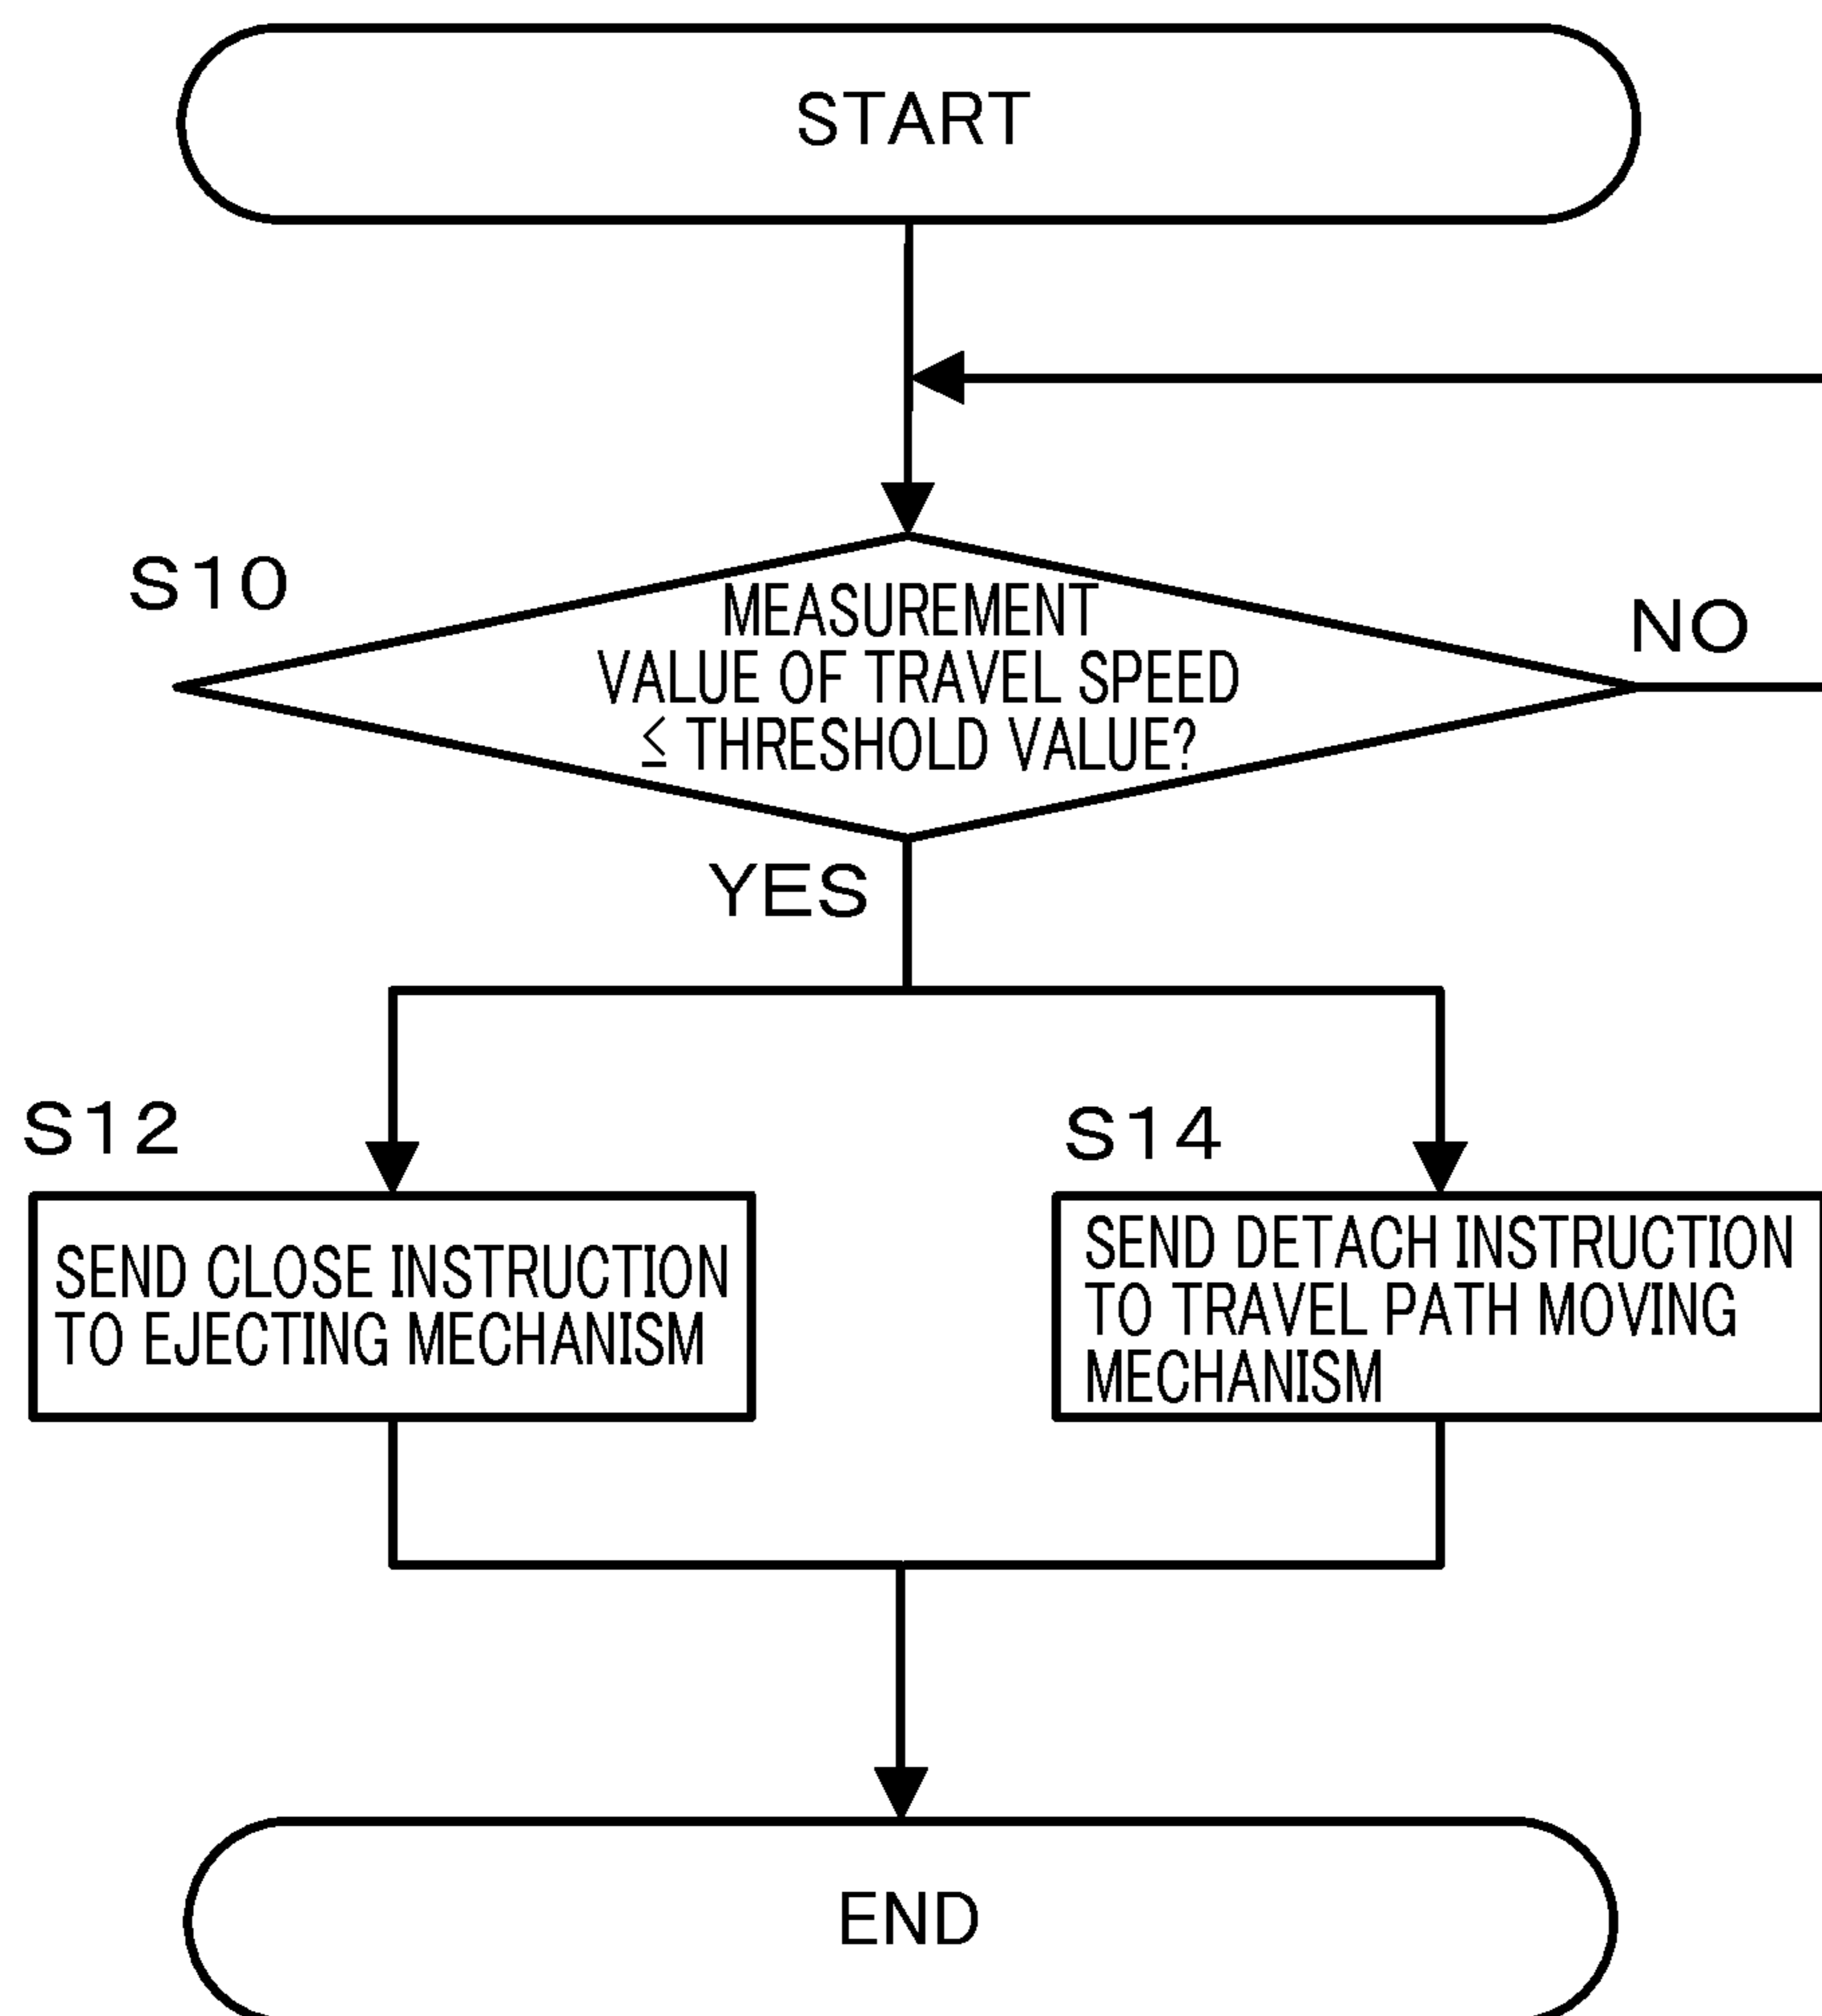 START
S10
MEASUREMENT
VALUE OF TRAVEL SPEED
≤ THRESHOLD VALUE?
NO
YES
S12
SEND CLOSE INSTRUCTION
TO EJECTING MECHANISM
S14
SEND DETACH INSTRUCTION
TO TRAVEL PATH MOVING
MECHANISM
END